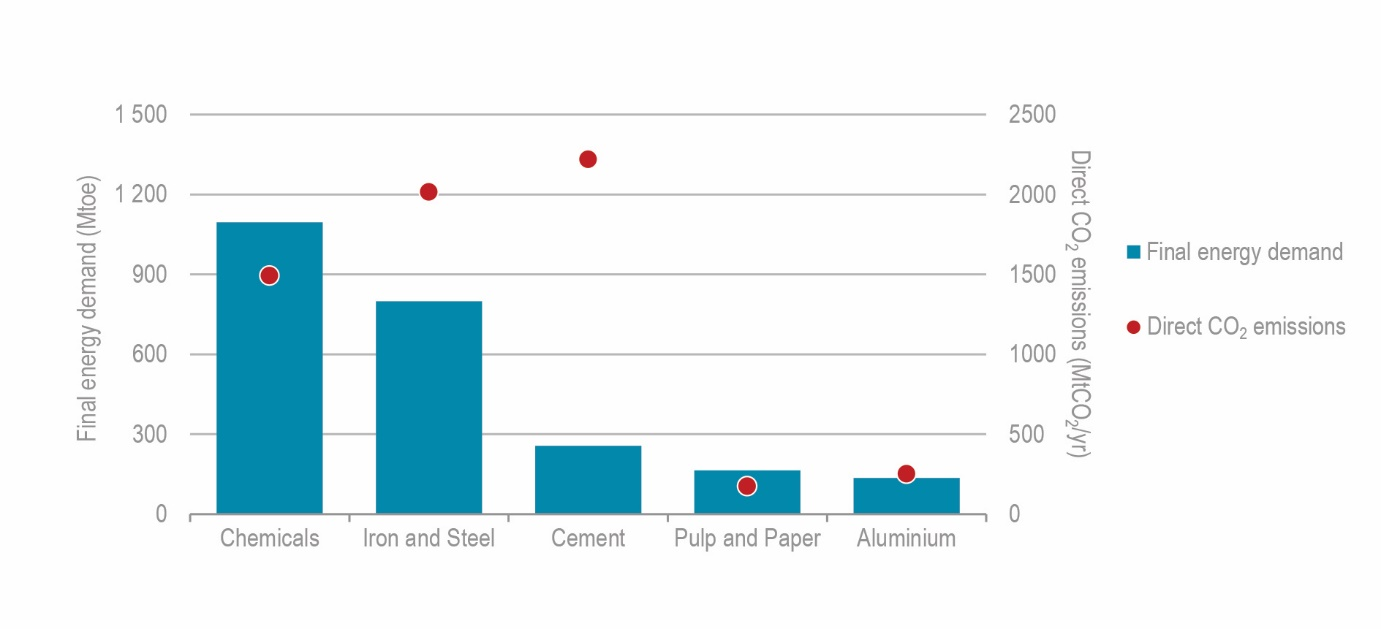 1 500
1 200
900
600
300
0
Final energy demand (Mtoe)
2500
2000
1500
1000
500
0
Direct CO₂ emissions (MtCO₂/yr)
Chemicals
Iron and Steel
Cement
Pulp and Paper
Aluminium
Final energy demand
Direct CO₂ emissions